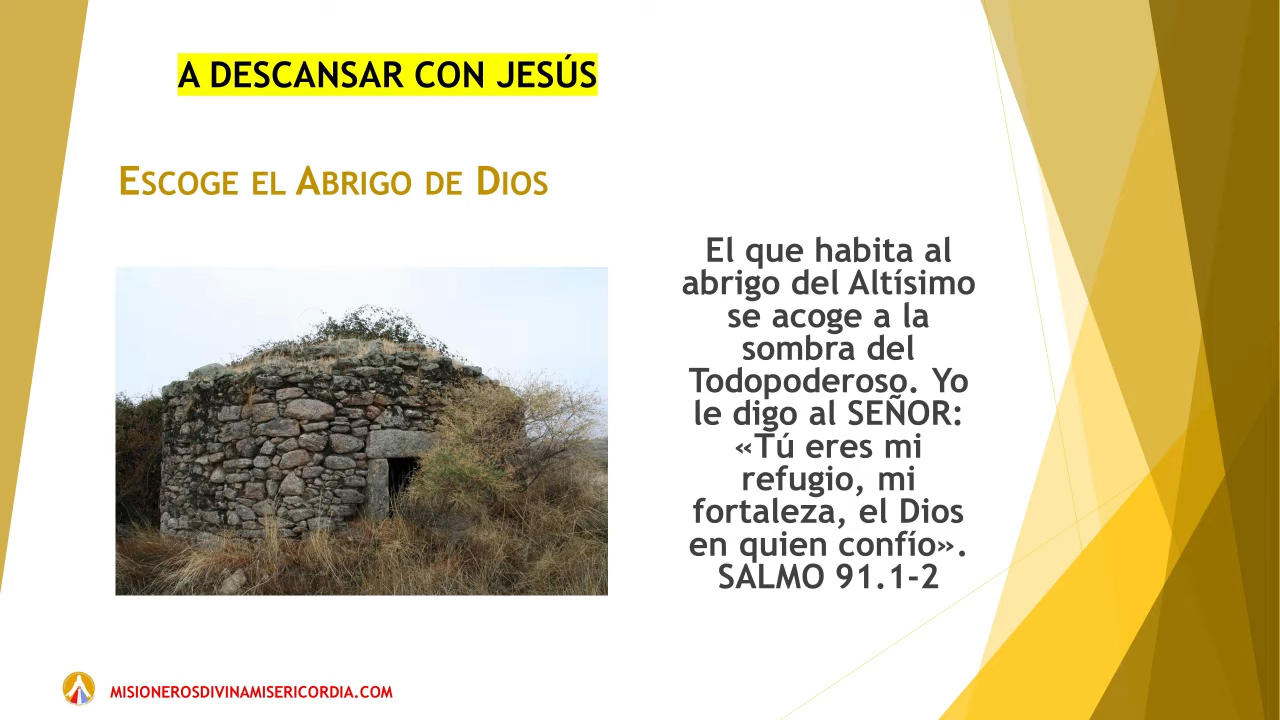 A DESCANSAR CON JESÚS
ESCOGE EL ABRIGO DE DIOS
El que habita al
abrigo del Altísimo
se acoge a la
sombra del
Todopoderoso. Yo
le digo al SEÑOR:
«Tú eres mi
refugio, mi
fortaleza, el Dios
en quien confío».
SALMO 91.1-2
MISIONEROSDIVINAMISERICORDIA.COM